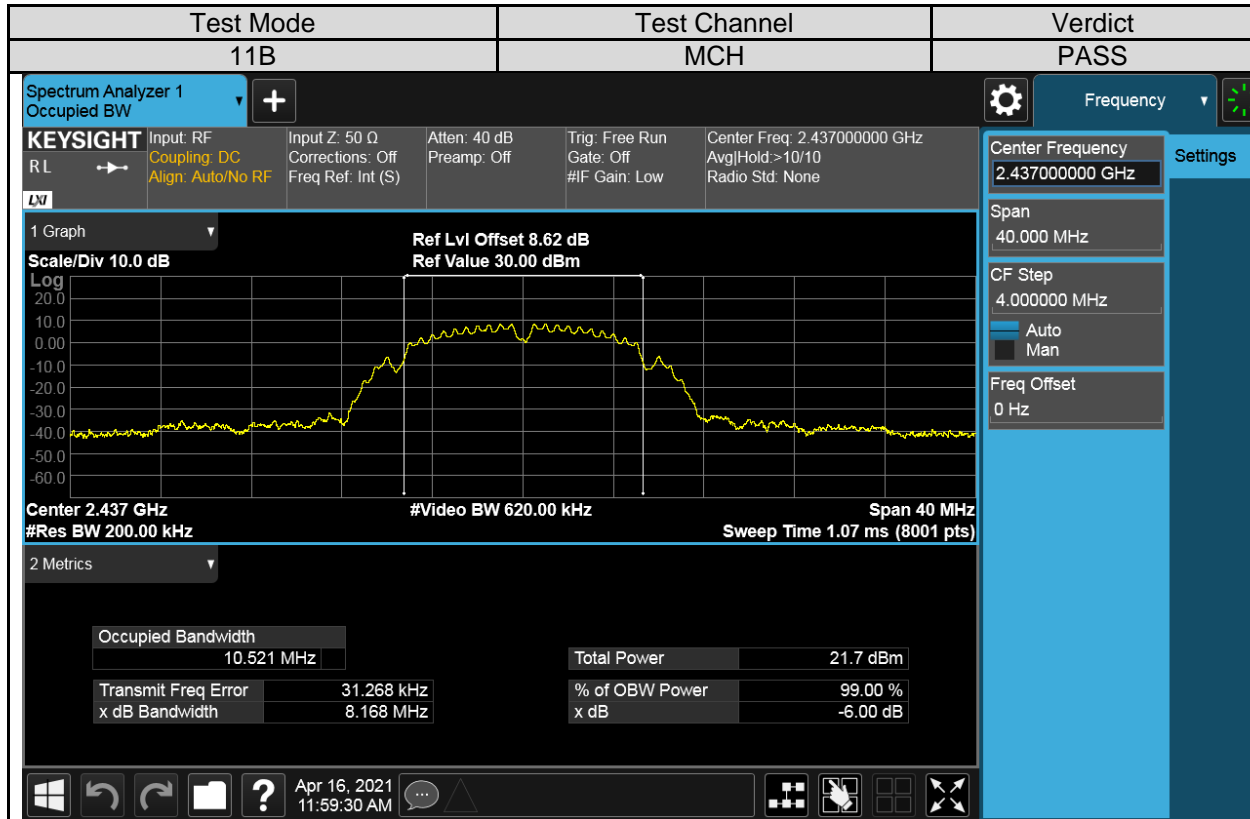 Test Mode Test Channel Verdict
11B MCH PASS
Spectrum Analyzer 1
Occupied BW
Frequency
KEYSIGHT
R L
LXI
Input: RF
Coupling: DC
Align: Auto/No RF
Input Z: 50 Ω
Corrections: Off
Freq Ref: Int (S)
Atten: 40 dB
Preamp: Off
Trig: Free Run
Gate: Off
#IF Gain: Low
Center Freq: 2.437000000 GHz
Avg|Hold:>10/10
Radio Std: None
Center Frequency
2.437000000 GHz
Settings
Span
40.000 MHz
CF Step
4.000000 MHz
Auto
Man
Freq Offset
0 Hz
1 Graph
Scale/Div 10.0 dB
Ref Lvl Offset 8.62 dB
Ref Value 30.00 dBm
Log
20.0
10.0
0.00
-10.0
-20.0
-30.0
-40.0
-50.0
-60.0
Center 2.437 GHz
#Res BW 200.00 kHz
#Video BW 620.00 kHz
Span 40 MHz
Sweep Time 1.07 ms (8001 pts)
2 Metrics
Occupied Bandwidth
10.521 MHz
Total Power 21.7 dBm
Transmit Freq Error 31.268 kHz
% of OBW Power 99.00 %
x dB Bandwidth 8.168 MHz
x dB -6.00 dB
?
Apr 16, 2021
11:59:30 AM